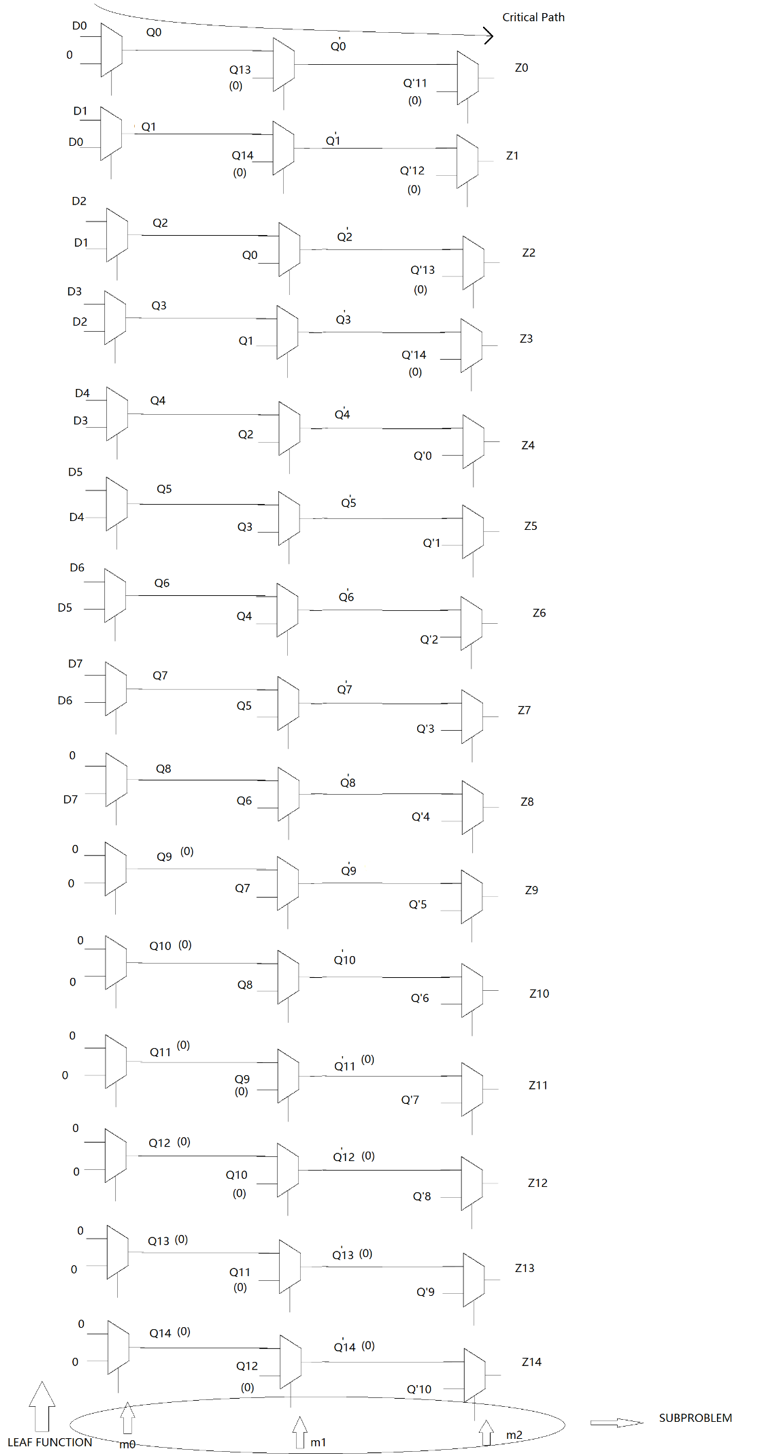 Critical Path
D0 Q0 Q'0
0 Q13 Z0
(0) Q'11
(0)
D1 Q1 Q'1
D0 Q14 Z1
(0) Q'12
(0)
D2 Q2 Q'2
D1 Q0 Z2
Q'13
(0)
D3 Q3 Q'3
D2 Q1 Z3
Q'14
(0)
D4 Q4 Q'4
D3 Q2 Z4
Q'0
D5 Q5 Q'5
D4 Q3 Z5
Q'1
D6 Q6 Q'6
D5 Q4 Z6
Q'2
D7 Q7 Q'7
D6 Q5 Z7
Q'3
0 Q8 Q'8
D7 Q6 Z8
Q'4
0 Q9 (0) Q'9
0 Q7 Z9
Q'5
0 Q10 (0) Q'10
0 Q8 Z10
Q'6
0 Q11 (0) Q'11 (0)
0 Q9 Z11
(0) Q'7
0 Q12 (0) Q'12 (0)
0 Q10 Z12
(0) Q'8
0 Q13 (0) Q'13 (0)
0 Q11 Z13
(0) Q'9
0 Q14 (0) Q'14 (0)
0 Q12 Z14
(0) Q'10
LEAF FUNCTION m0 m1 m2 SUBPROBLEM